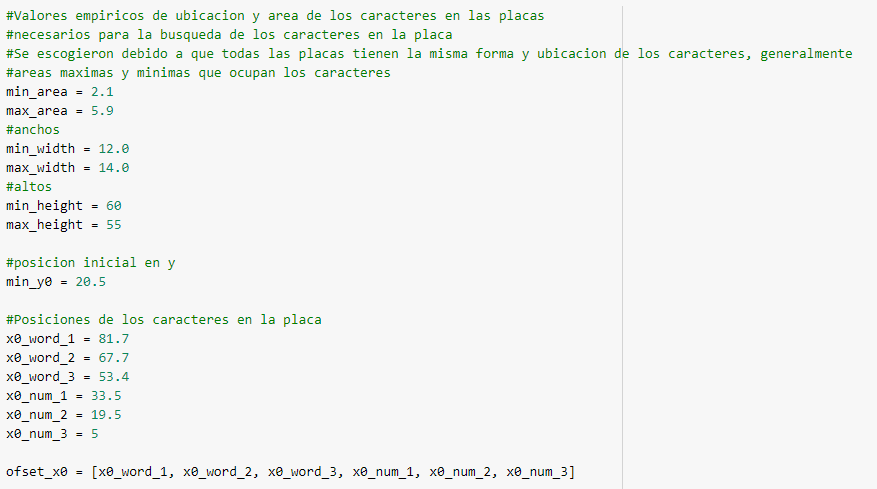 #Valores empiricos de ubicacion y area de los caracteres en las placas
#necesarios para la busqueda de los caracteres en la placa
#Se escogieron debido a que todas las placas tienen la misma forma y ubicacion de los caracteres, generalmente
#areas maximas y minimas que ocupan los caracteres
min_area = 2.1
max_area = 5.9
#anchos
min_width = 12.0
max_width = 14.0
#altos
min_height = 60
max_height = 55
#posicion inicial en y
min_y0 = 20.5
#Posiciones de los caracteres en la placa
x0_word_1 = 81.7
x0_word_2 = 67.7
x0_word_3 = 53.4
x0_num_1 = 33.5
x0_num_2 = 19.5
x0_num_3 = 5
ofset_x0 = [x0_word_1, x0_word_2, x0_word_3, x0_num_1, x0_num_2, x0_num_3]